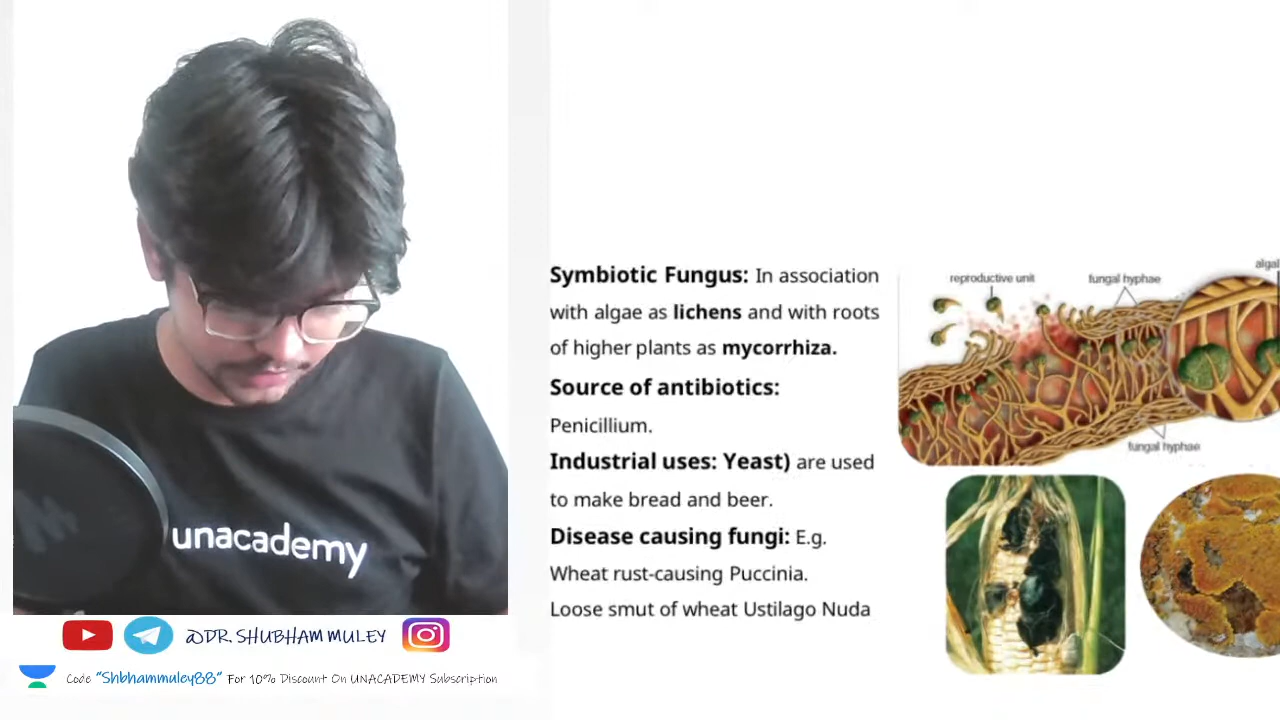 unacademy
@DR. SHUBHAM MULEY
Code "Shbhammuley88" For 10% Discount On UNACADEMY Subscription
Symbiotic Fungus: In association
with algae as lichens and with roots
of higher plants as mycorrhiza.
Source of antibiotics:
Penicillium.
Industrial uses: Yeast) are used
to make bread and beer.
Disease causing fungi: E.g.
Wheat rust-causing Puccinia.
Loose smut of wheat Ustilago Nuda
reproductive unit
fungal hyphae
algal
fungal hyphae